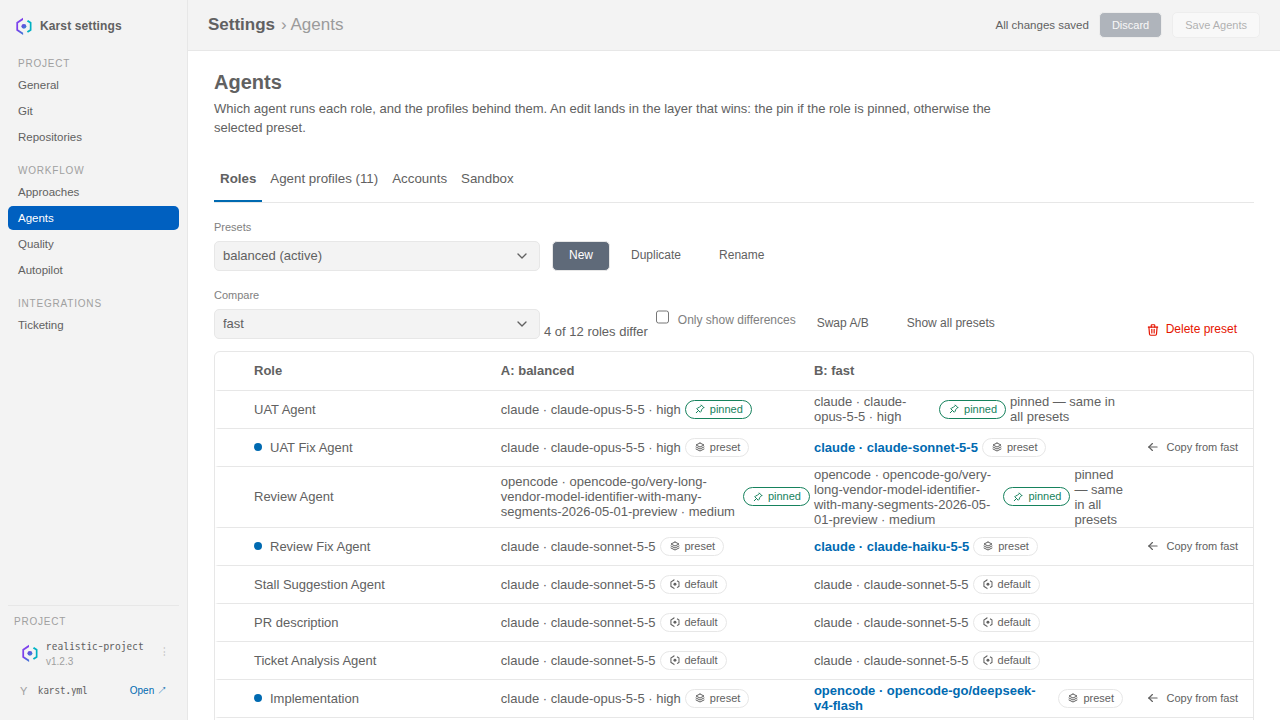 Karst settings
PROJECT
General
Git
Repositories
WORKFLOW
Approaches
Agents
Quality
Autopilot
INTEGRATIONS
Ticketing
PROJECT
realistic-project
v1.2.3
Y karst.yml Open ↗
Settings › Agents
All changes saved Discard Save Agents
Agents
Which agent runs each role, and the profiles behind them. An edit lands in the layer that wins: the pin if the role is pinned, otherwise the
selected preset.
Roles Agent profiles (11) Accounts Sandbox
Presets
balanced (active) New Duplicate Rename
Compare
fast 4 of 12 roles differ Only show differences Swap A/B Show all presets Delete preset
Role A: balanced B: fast
UAT Agent claude · claude-opus-5-5 · high pinned claude · claude-
opus-5-5 · high pinned pinned — same in
all presets
UAT Fix Agent claude · claude-opus-5-5 · high preset claude · claude-sonnet-5-5 preset Copy from fast
Review Agent
opencode · opencode-go/very-long-
vendor-model-identifier-with-many-
segments-2026-05-01-preview · medium
pinned
opencode · opencode-go/very-
long-vendor-model-identifier-
with-many-segments-2026-05-
01-preview · medium
pinned
pinned
— same
in all
presets
Review Fix Agent claude · claude-sonnet-5-5 preset claude · claude-haiku-5-5 preset Copy from fast
Stall Suggestion Agent claude · claude-sonnet-5-5 default claude · claude-sonnet-5-5 default
PR description claude · claude-sonnet-5-5 default claude · claude-sonnet-5-5 default
Ticket Analysis Agent claude · claude-sonnet-5-5 default claude · claude-sonnet-5-5 default
Implementation claude · claude-opus-5-5 · high preset opencode · opencode-go/deepseek-
v4-flash preset Copy from fast